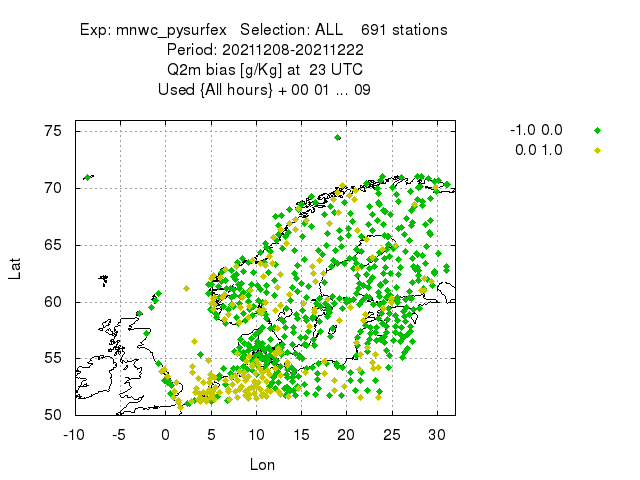 Exp: mnwc_pysurfex   Selection: ALL    691 stations
Period: 20211208-20211222
Q2m bias [g/Kg] at  23 UTC
Used {All hours} + 00 01 ... 09
-1.0 0.0
0.0 1.0
Lat
75
70
65
60
55
50
-10 -5 0 5 10 15 20 25 30
Lon